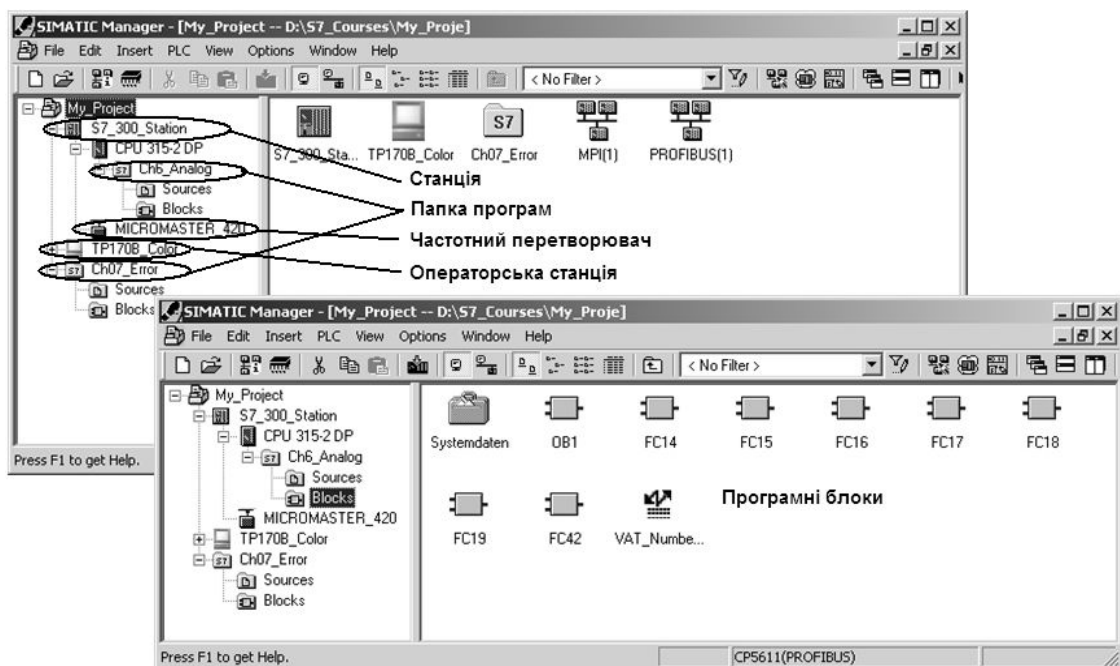 SIMATIC Manager - [My_Project -- D:\S7_Courses\My_Proje]
File Edit Insert PLC View Options Window Help
< No Filter >
My_Project
S7_300_Station
CPU 315-2 DP
Ch6_Analog
Sources
Blocks
MICROMASTER_420
TP170B_Color
Ch07_Error
Sources
Blocks
S7_300_Sta...
TP170B_Color
Ch07_Error
MPI(1)
PROFIBUS(1)
Станція
Папка програм
Частотний перетворювач
Операторська станція
Press F1 to get Help.
SIMATIC Manager - [My_Project -- D:\S7_Courses\My_Proje]
File Edit Insert PLC View Options Window Help
< No Filter >
My_Project
S7_300_Station
CPU 315-2 DP
Ch6_Analog
Sources
Blocks
MICROMASTER_420
TP170B_Color
Ch07_Error
Sources
Blocks
Systemdaten
OB1
FC14
FC15
FC16
FC17
FC18
FC19
FC42
VAT_Numbe...
Програмні блоки
Press F1 to get Help.
CP5611(PROFIBUS)